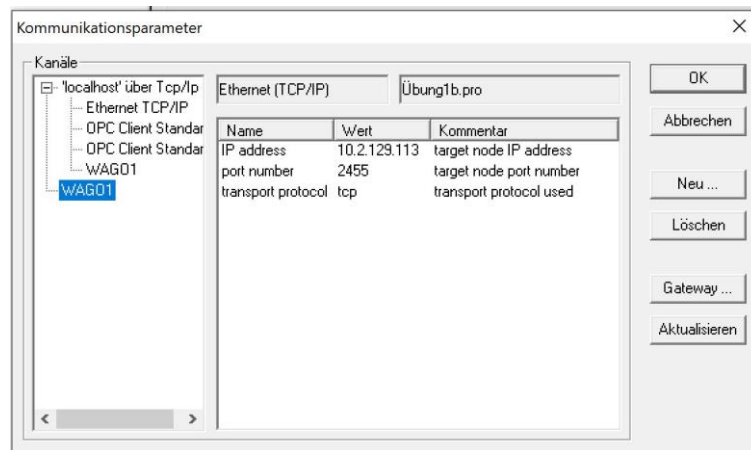 Kommunikationsparameter
Kanäle
'localhost' über Tcp/Ip
Ethernet TCP/IP
OPC Client Standar
OPC Client Standar
WAGO1
WAGO1
Ethernet (TCP/IP) Übung1b.pro
Name Wert Kommentar
IP address 10.2.129.113 target node IP address
port number 2455 target node port number
transport protocol tcp transport protocol used
OK
Abbrechen
Neu ...
Löschen
Gateway ...
Aktualisieren